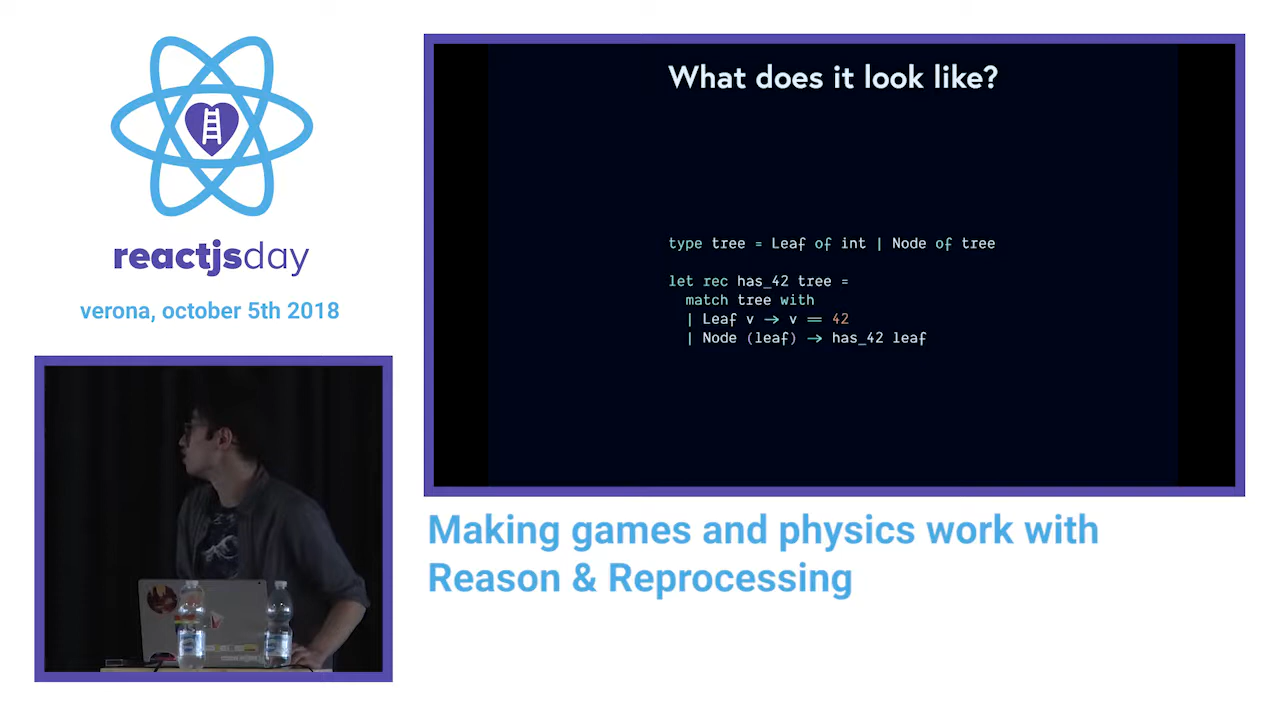 reactjsday
verona, october 5th 2018
What does it look like?
type tree = Leaf of int | Node of tree
let rec has_42 tree =
match tree with
| Leaf v → v == 42
| Node (leaf) → has_42 leaf
Making games and physics work with
Reason & Reprocessing